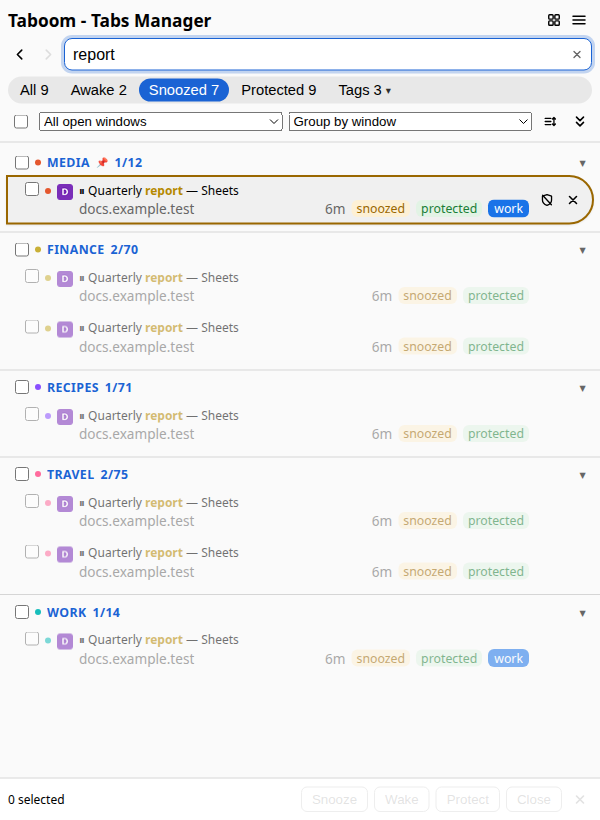 Taboom - Tabs Manager
report
All 9 Awake 2 Snoozed 7 Protected 9 Tags 3
All open windows Group by window
MEDIA 1/12
D Quarterly report — Sheets
docs.example.test 6m snoozed protected work
FINANCE 2/70
D Quarterly report — Sheets
docs.example.test 6m snoozed protected
D Quarterly report — Sheets
docs.example.test 6m snoozed protected
RECIPES 1/71
D Quarterly report — Sheets
docs.example.test 6m snoozed protected
TRAVEL 2/75
D Quarterly report — Sheets
docs.example.test 6m snoozed protected
D Quarterly report — Sheets
docs.example.test 6m snoozed protected
WORK 1/14
D Quarterly report — Sheets
docs.example.test 6m snoozed protected work
0 selected Snooze Wake Protect Close